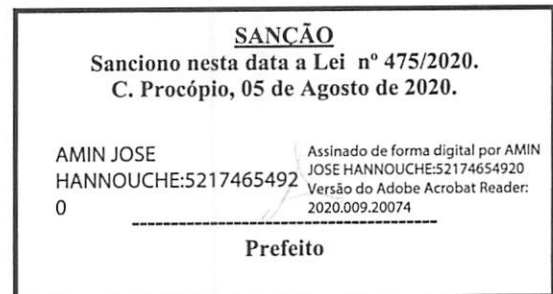 SANÇÃO
Sanciono nesta data a Lei nº 475/2020.
C. Procópio, 05 de Agosto de 2020.
AMIN JOSE
HANNOUCHE:5217465492
0
Assinado de forma digital por AMIN
JOSE HANNOUCHE:52174654920
Versão do Adobe Acrobat Reader:
2020.009.20074
Prefeito